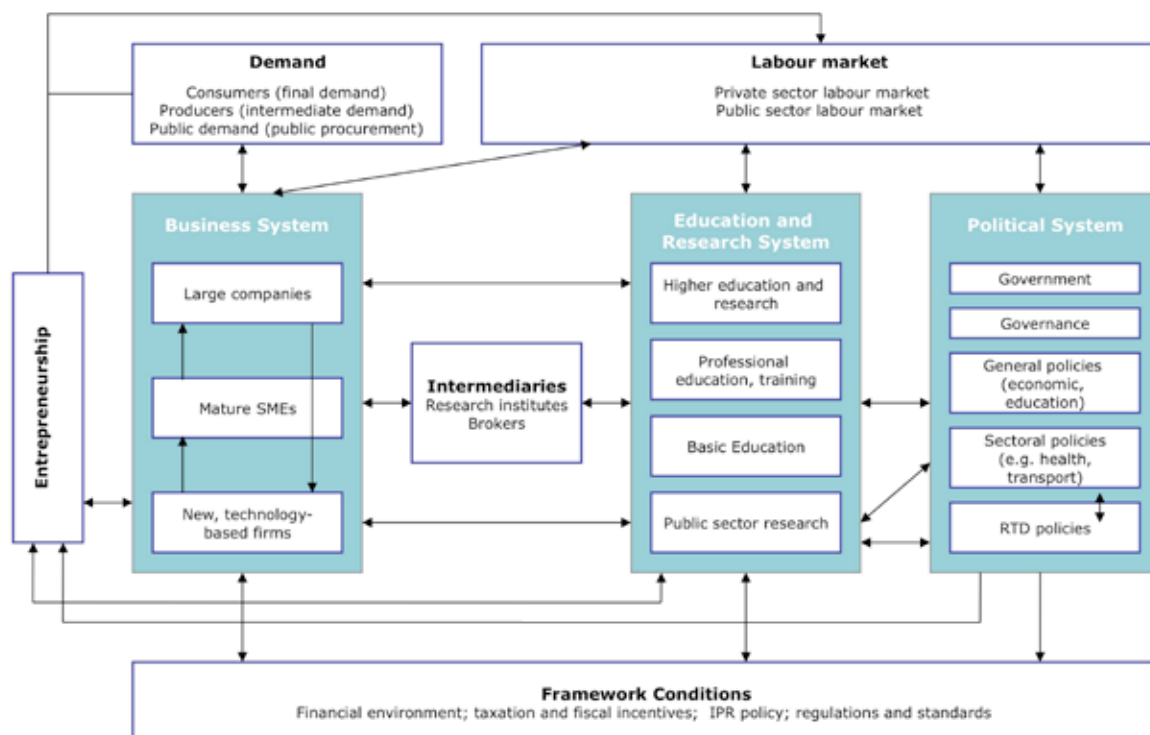 Demand
Consumers (final demand)
Producers (intermediate demand)
Public demand (public procurement)
Labour market
Private sector labour market
Public sector labour market
Business System
Large companies
Mature SMEs
New, technology-
based firms
Entrepreneurship
Intermediaries
Research institutes
Brokers
Education and
Research System
Higher education and
research
Professional
education, training
Basic Education
Public sector research
Political System
Government
Governance
General policies
(economic,
education)
Sectoral policies
(e.g. health,
transport)
RTD policies
Framework Conditions
Financial environment; taxation and fiscal incentives; IPR policy; regulations and standards